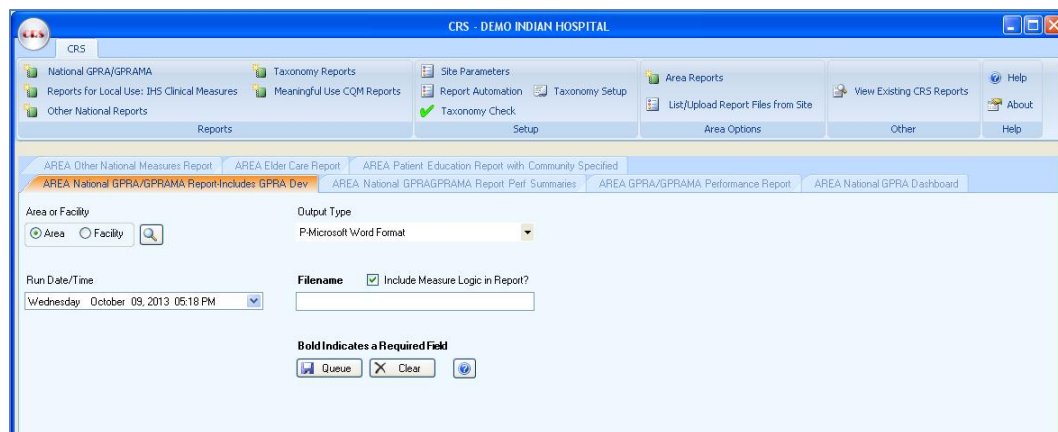 CRS - DEMO INDIAN HOSPITAL
CRS
CRS
National GPRA/GPRAMA
Reports for Local Use: IHS Clinical Measures
Other National Reports
Taxonomy Reports
Meaningful Use CQM Reports
Reports
Site Parameters
Report Automation
Taxonomy Setup
Taxonomy Check
Setup
Area Reports
List/Upload Report Files from Site
Area Options
View Existing CRS Reports
Other
Help
About
Help
AREA Other National Measures Report
AREA Elder Care Report
AREA Patient Education Report with Community Specified
AREA National GPRA/GPRAMA Report-Includes GPRA Dev
AREA National GPRAGPRAMA Report Perf Summaries
AREA GPRA/GPRAMA Performance Report
AREA National GPRA Dashboard
Area or Facility
Area
Facility
Output Type
P-Microsoft Word Format
Run Date/Time
Wednesday October 09, 2013 05:18 PM
Filename
Include Measure Logic in Report?
Bold Indicates a Required Field
Queue
Clear